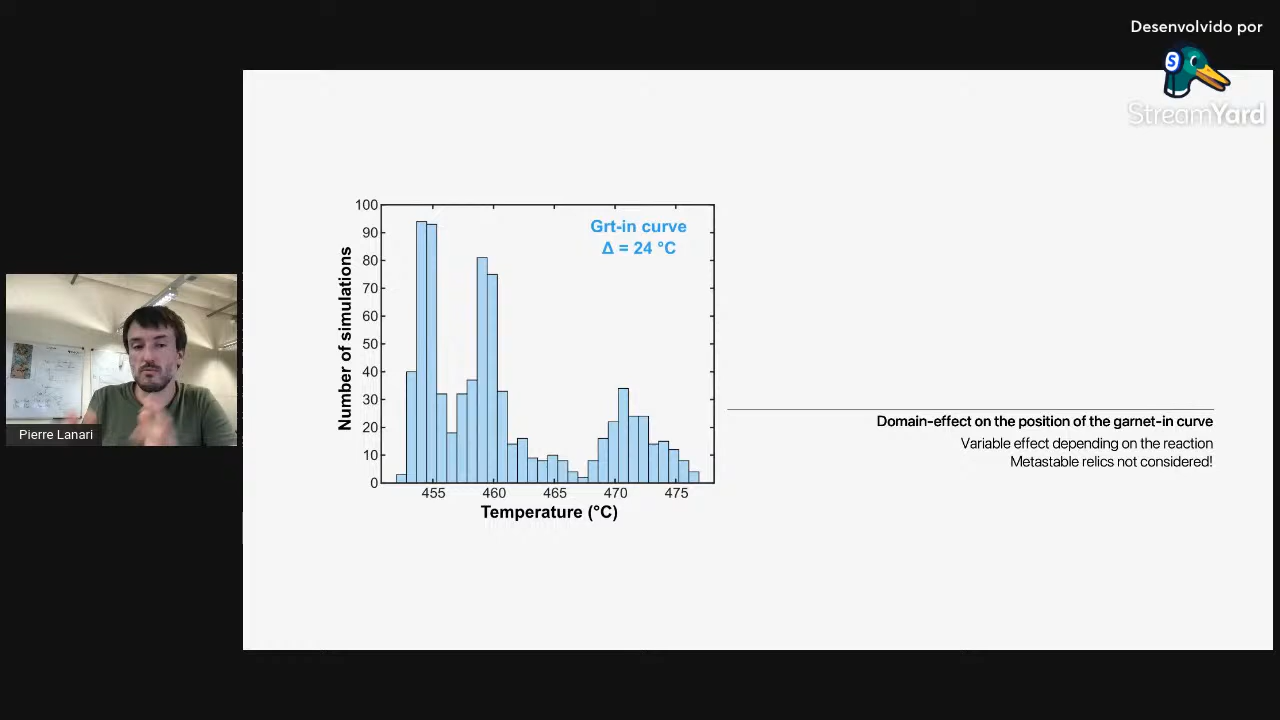 Desenvolvido por
S
StreamYard
Grt-in curve
Δ = 24 °C
Number of simulations
100
90
80
70
60
50
40
30
20
10
0
455 460 465 470 475
Temperature (°C)
Domain-effect on the position of the garnet-in curve
Variable effect depending on the reaction
Metastable relics not considered!
Pierre Lanari